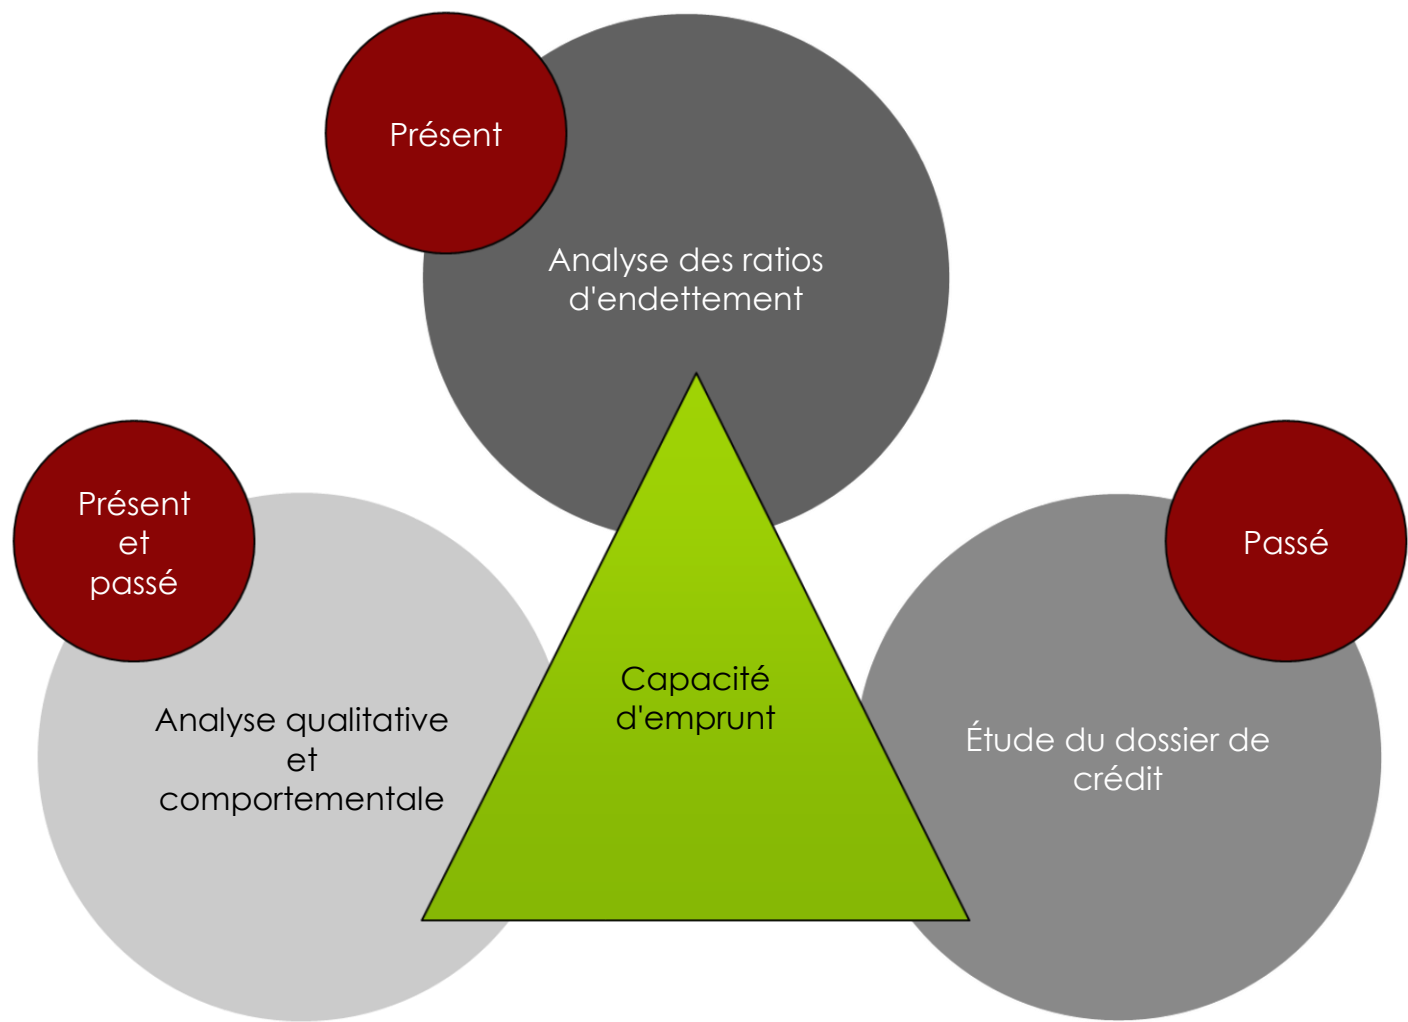 Présent
Analyse des ratios
d'endettement
Présent
et
passé
Analyse qualitative
et
comportementale
Capacité
d'emprunt
Passé
Étude du dossier de
crédit